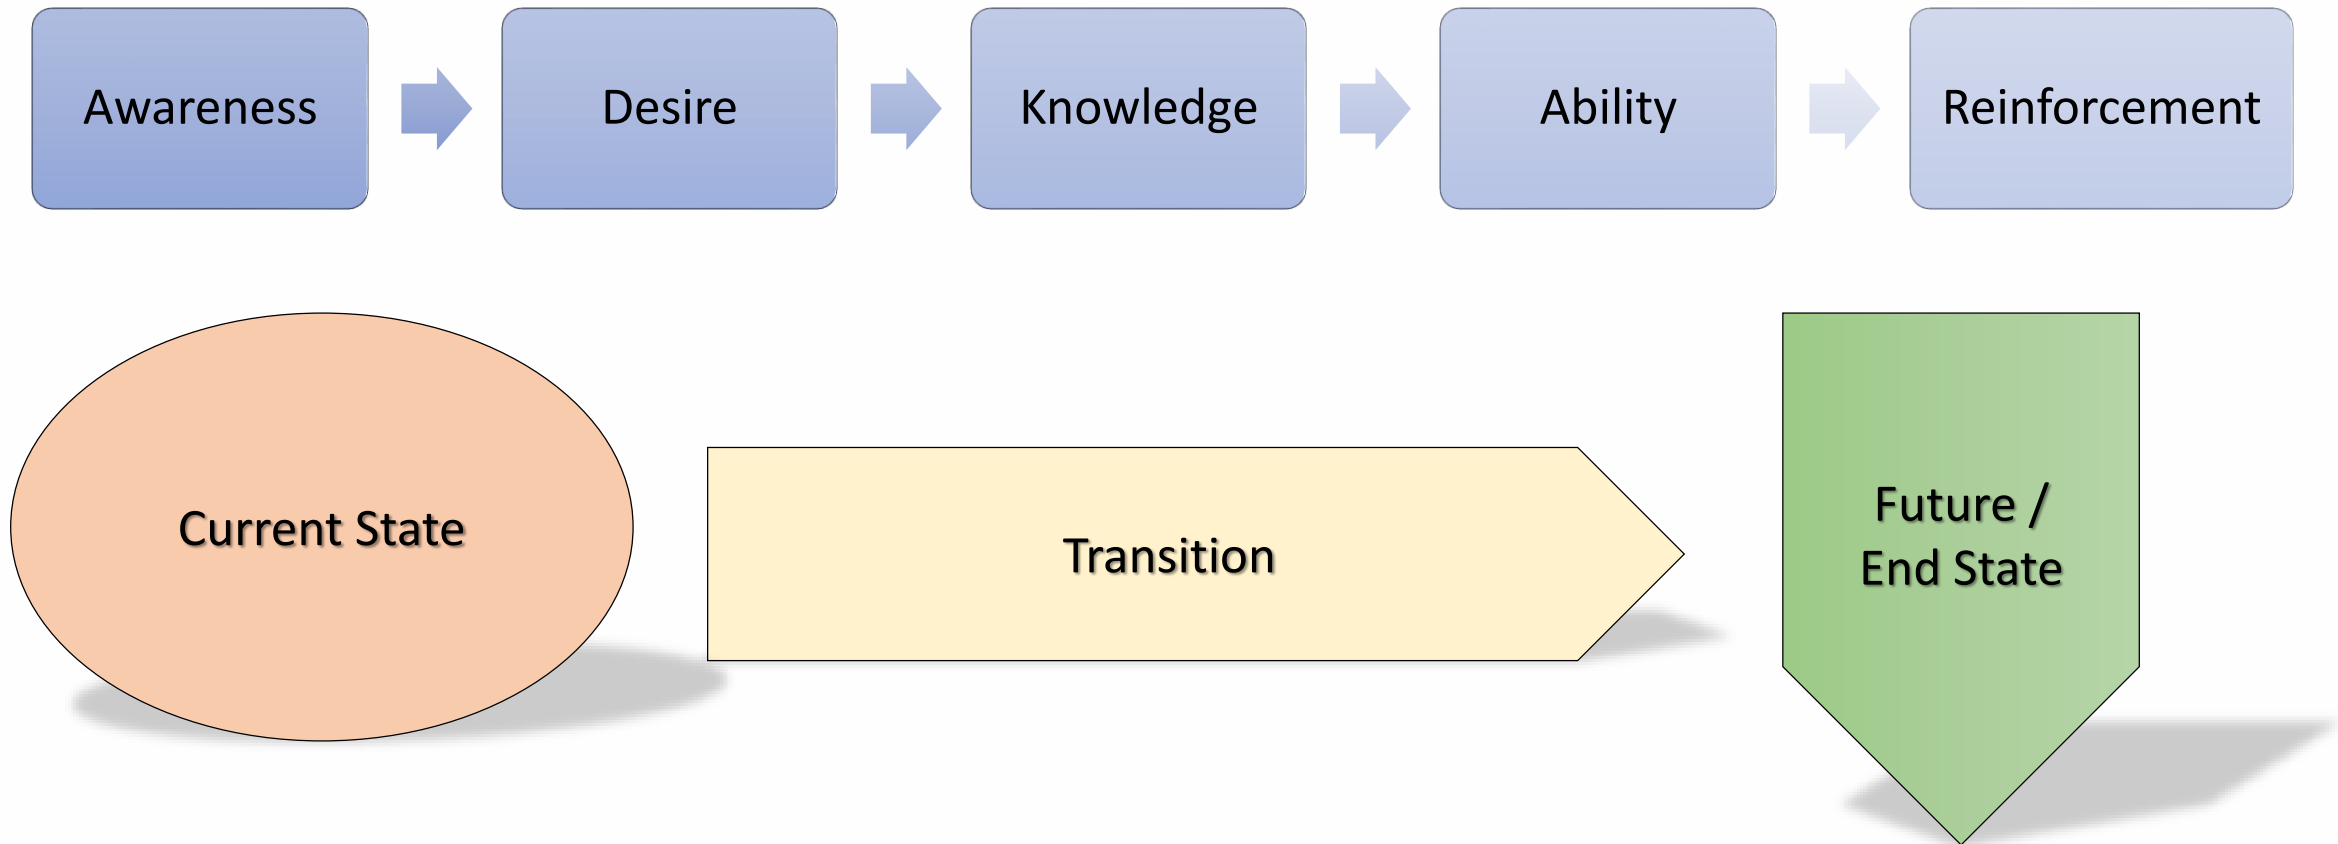 Awareness
Desire
Knowledge
Ability
Reinforcement
Current State
Transition
Future /
End State